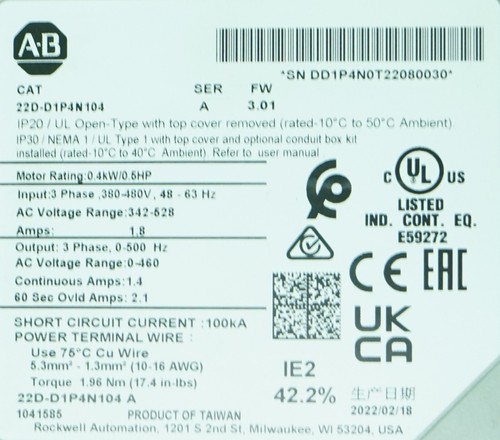 A-B
*SN DD1P4N0T22080030*
CAT SER FW
22D-D1P4N104 A 3.01
IP20 / UL Open-Type with top cover removed (rated-10°C to 50°C Ambient).
IP30 / NEMA 1 / UL Type 1 with top cover and optional conduit box kit
installed (rated-10°C to 40°C Ambient). Refer to user manual
Motor Rating:0.4kW/0.5HP
Input:3 Phase ,380-480V, 48 - 63 Hz
AC Voltage Range:342-528
Amps: 1.8
Output: 3 Phase, 0-500 Hz
AC Voltage Range:0-460
Continuous Amps:1.4
60 Sec Ovld Amps: 2.1
C UL US
LISTED
IND. CONT. EQ.
E59272
CE EAC
UK
CA
SHORT CIRCUIT CURRENT :100kA
POWER TERMINAL WIRE :
Use 75°C Cu Wire
5.3mm² - 1.3mm² (10-16 AWG)
Torque 1.96 Nm (17.4 in-lbs)
IE2
42.2%
生产日期
2022/02/18
22D-D1P4N104 A
1041585 PRODUCT OF TAIWAN
Rockwell Automation, 1201 S 2nd St, Milwaukee, WI 53204, USA